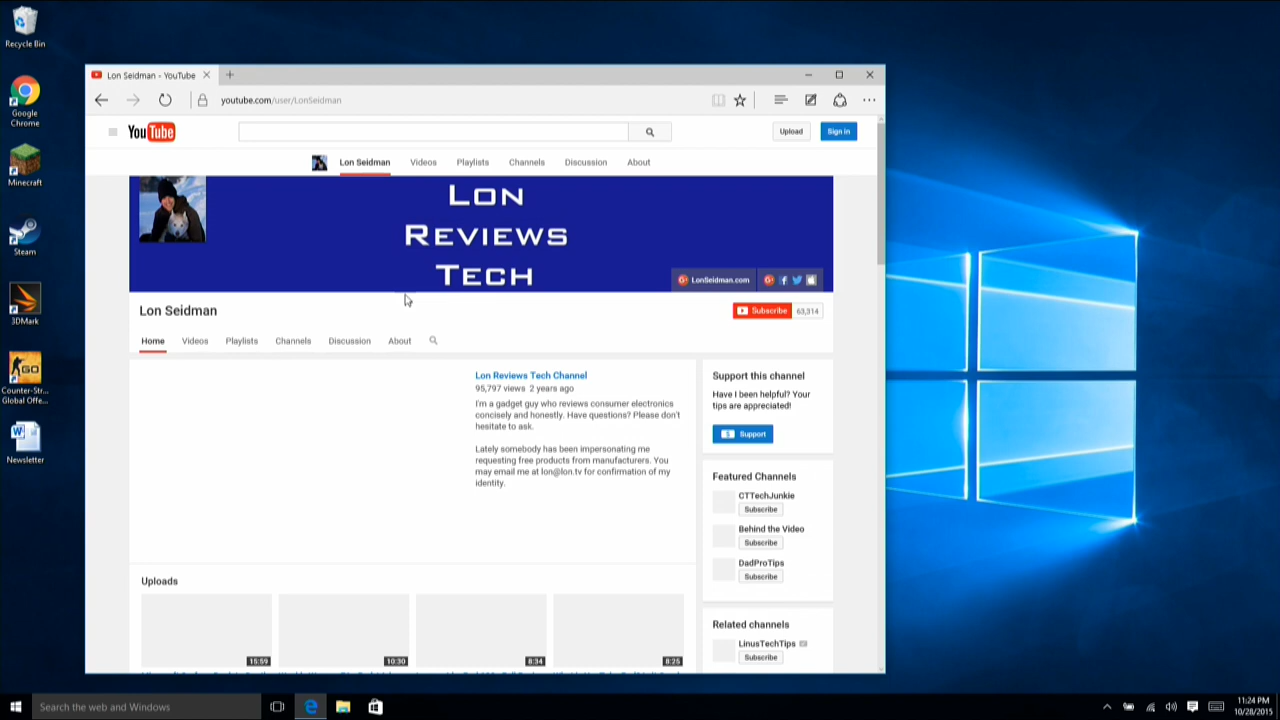 Recycle Bin
Google
Chrome
Minecraft
Steam
3DMark
Counter-Str...
Global Offe...
Newsletter
Lon Seidman - YouTube
youtube.com/user/LonSeidman
YouTube
Upload
Sign in
Lon Seidman Videos Playlists Channels Discussion About
LON
REVIEWS
TECH
LonSeidman.com
Lon Seidman
Subscribe 63,314
Home Videos Playlists Channels Discussion About
Lon Reviews Tech Channel
95,797 views 2 years ago
I'm a gadget guy who reviews consumer electronics
concisely and honestly. Have questions? Please don't
hesitate to ask.
Lately somebody has been impersonating me
requesting free products from manufacturers. You
may email me at lon@lon.tv for confirmation of my
identity.
Support this channel
Have I been helpful? Your
tips are appreciated!
Support
Featured Channels
CTTechJunkie
Subscribe
Behind the Video
Subscribe
DadProTips
Subscribe
Uploads
15:59 10:30 8:34 8:25
Related channels
LinusTechTips
Subscribe
Search the web and Windows
11:24 PM
10/28/2015